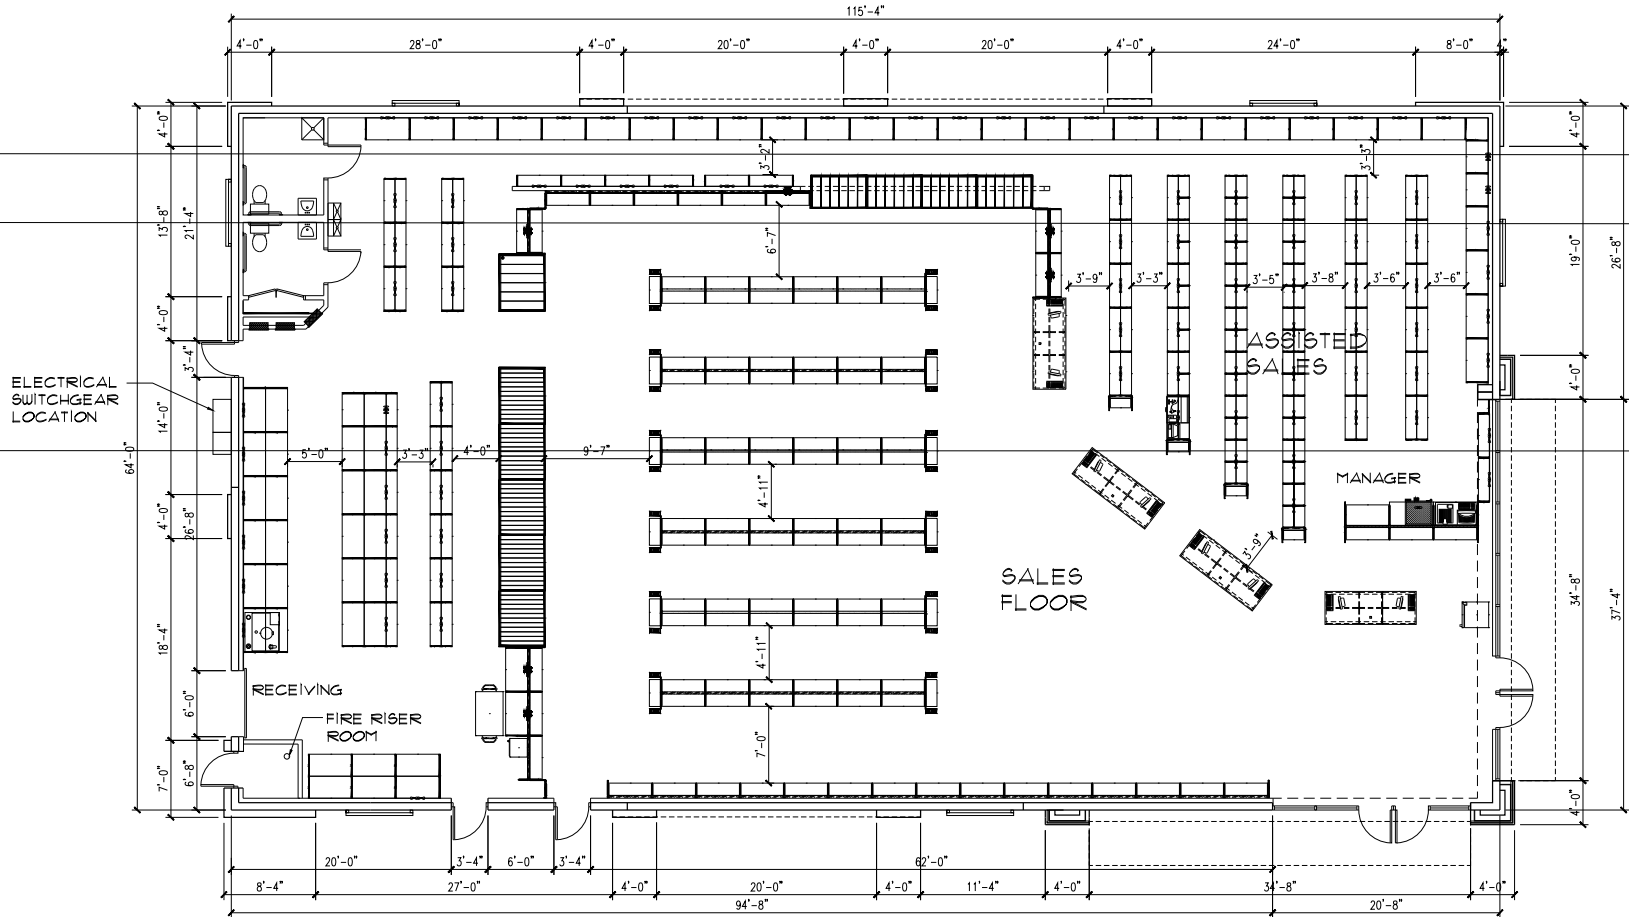 115'-4"
4'-0" 28'-0" 4'-0" 20'-0" 4'-0" 20'-0" 4'-0" 24'-0" 8'-0" 4"
4'-0"
13'-8"
21'-4"
4'-0"
3'-4"
14'-0"
64'-0"
4'-0"
26'-8"
18'-4"
6'-0"
7'-0"
6'-8"
3'-2"
3'-3"
6'-7"
3'-9" 3'-3" 3'-5" 3'-8" 3'-6" 3'-6"
ASSISTED
SALES
ELECTRICAL
SWITCHGEAR
LOCATION
5'-0" 3'-3" 4'-0" 9'-7"
4'-11"
MANAGER
3'-9"
SALES
FLOOR
4'-11"
RECEIVING
FIRE RISER
ROOM
7'-0"
4'-0"
19'-0"
26'-8"
4'-0"
34'-8"
37'-4"
4'-0"
20'-0" 3'-4" 6'-0" 3'-4" 62'-0"
8'-4" 27'-0" 4'-0" 20'-0" 4'-0" 11'-4" 4'-0" 34'-8" 4'-0"
94'-8" 20'-8"